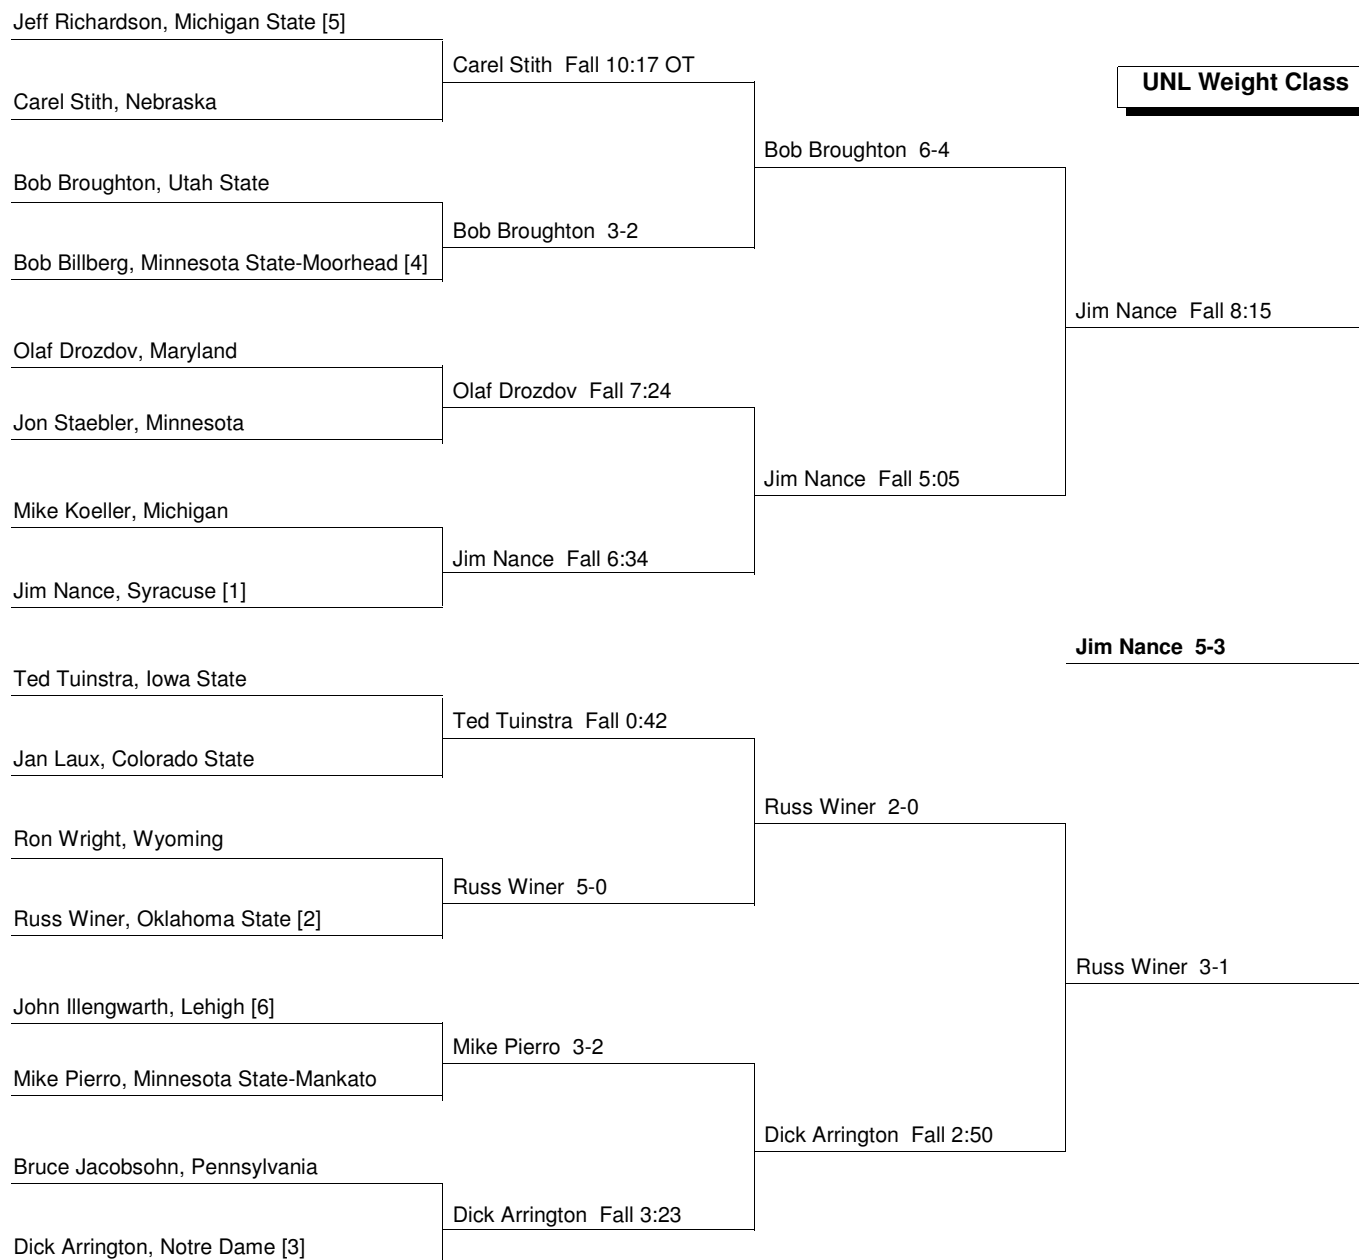 Jeff Richardson, Michigan State [5]
Carel Stith  Fall 10:17 OT
UNL Weight Class
Carel Stith, Nebraska
Bob Broughton  6-4
Bob Broughton, Utah State
Bob Broughton  3-2
Bob Billberg, Minnesota State-Moorhead [4]
Jim Nance  Fall 8:15
Olaf Drozdov, Maryland
Olaf Drozdov  Fall 7:24
Jon Staebler, Minnesota
Jim Nance  Fall 5:05
Mike Koeller, Michigan
Jim Nance  Fall 6:34
Jim Nance, Syracuse [1]
Jim Nance  5-3
Ted Tuinstra, Iowa State
Ted Tuinstra  Fall 0:42
Jan Laux, Colorado State
Russ Winer  2-0
Ron Wright, Wyoming
Russ Winer  5-0
Russ Winer, Oklahoma State [2]
Russ Winer  3-1
John Illengwarth, Lehigh [6]
Mike Pierro  3-2
Mike Pierro, Minnesota State-Mankato
Dick Arrington  Fall 2:50
Bruce Jacobsohn, Pennsylvania
Dick Arrington  Fall 3:23
Dick Arrington, Notre Dame [3]